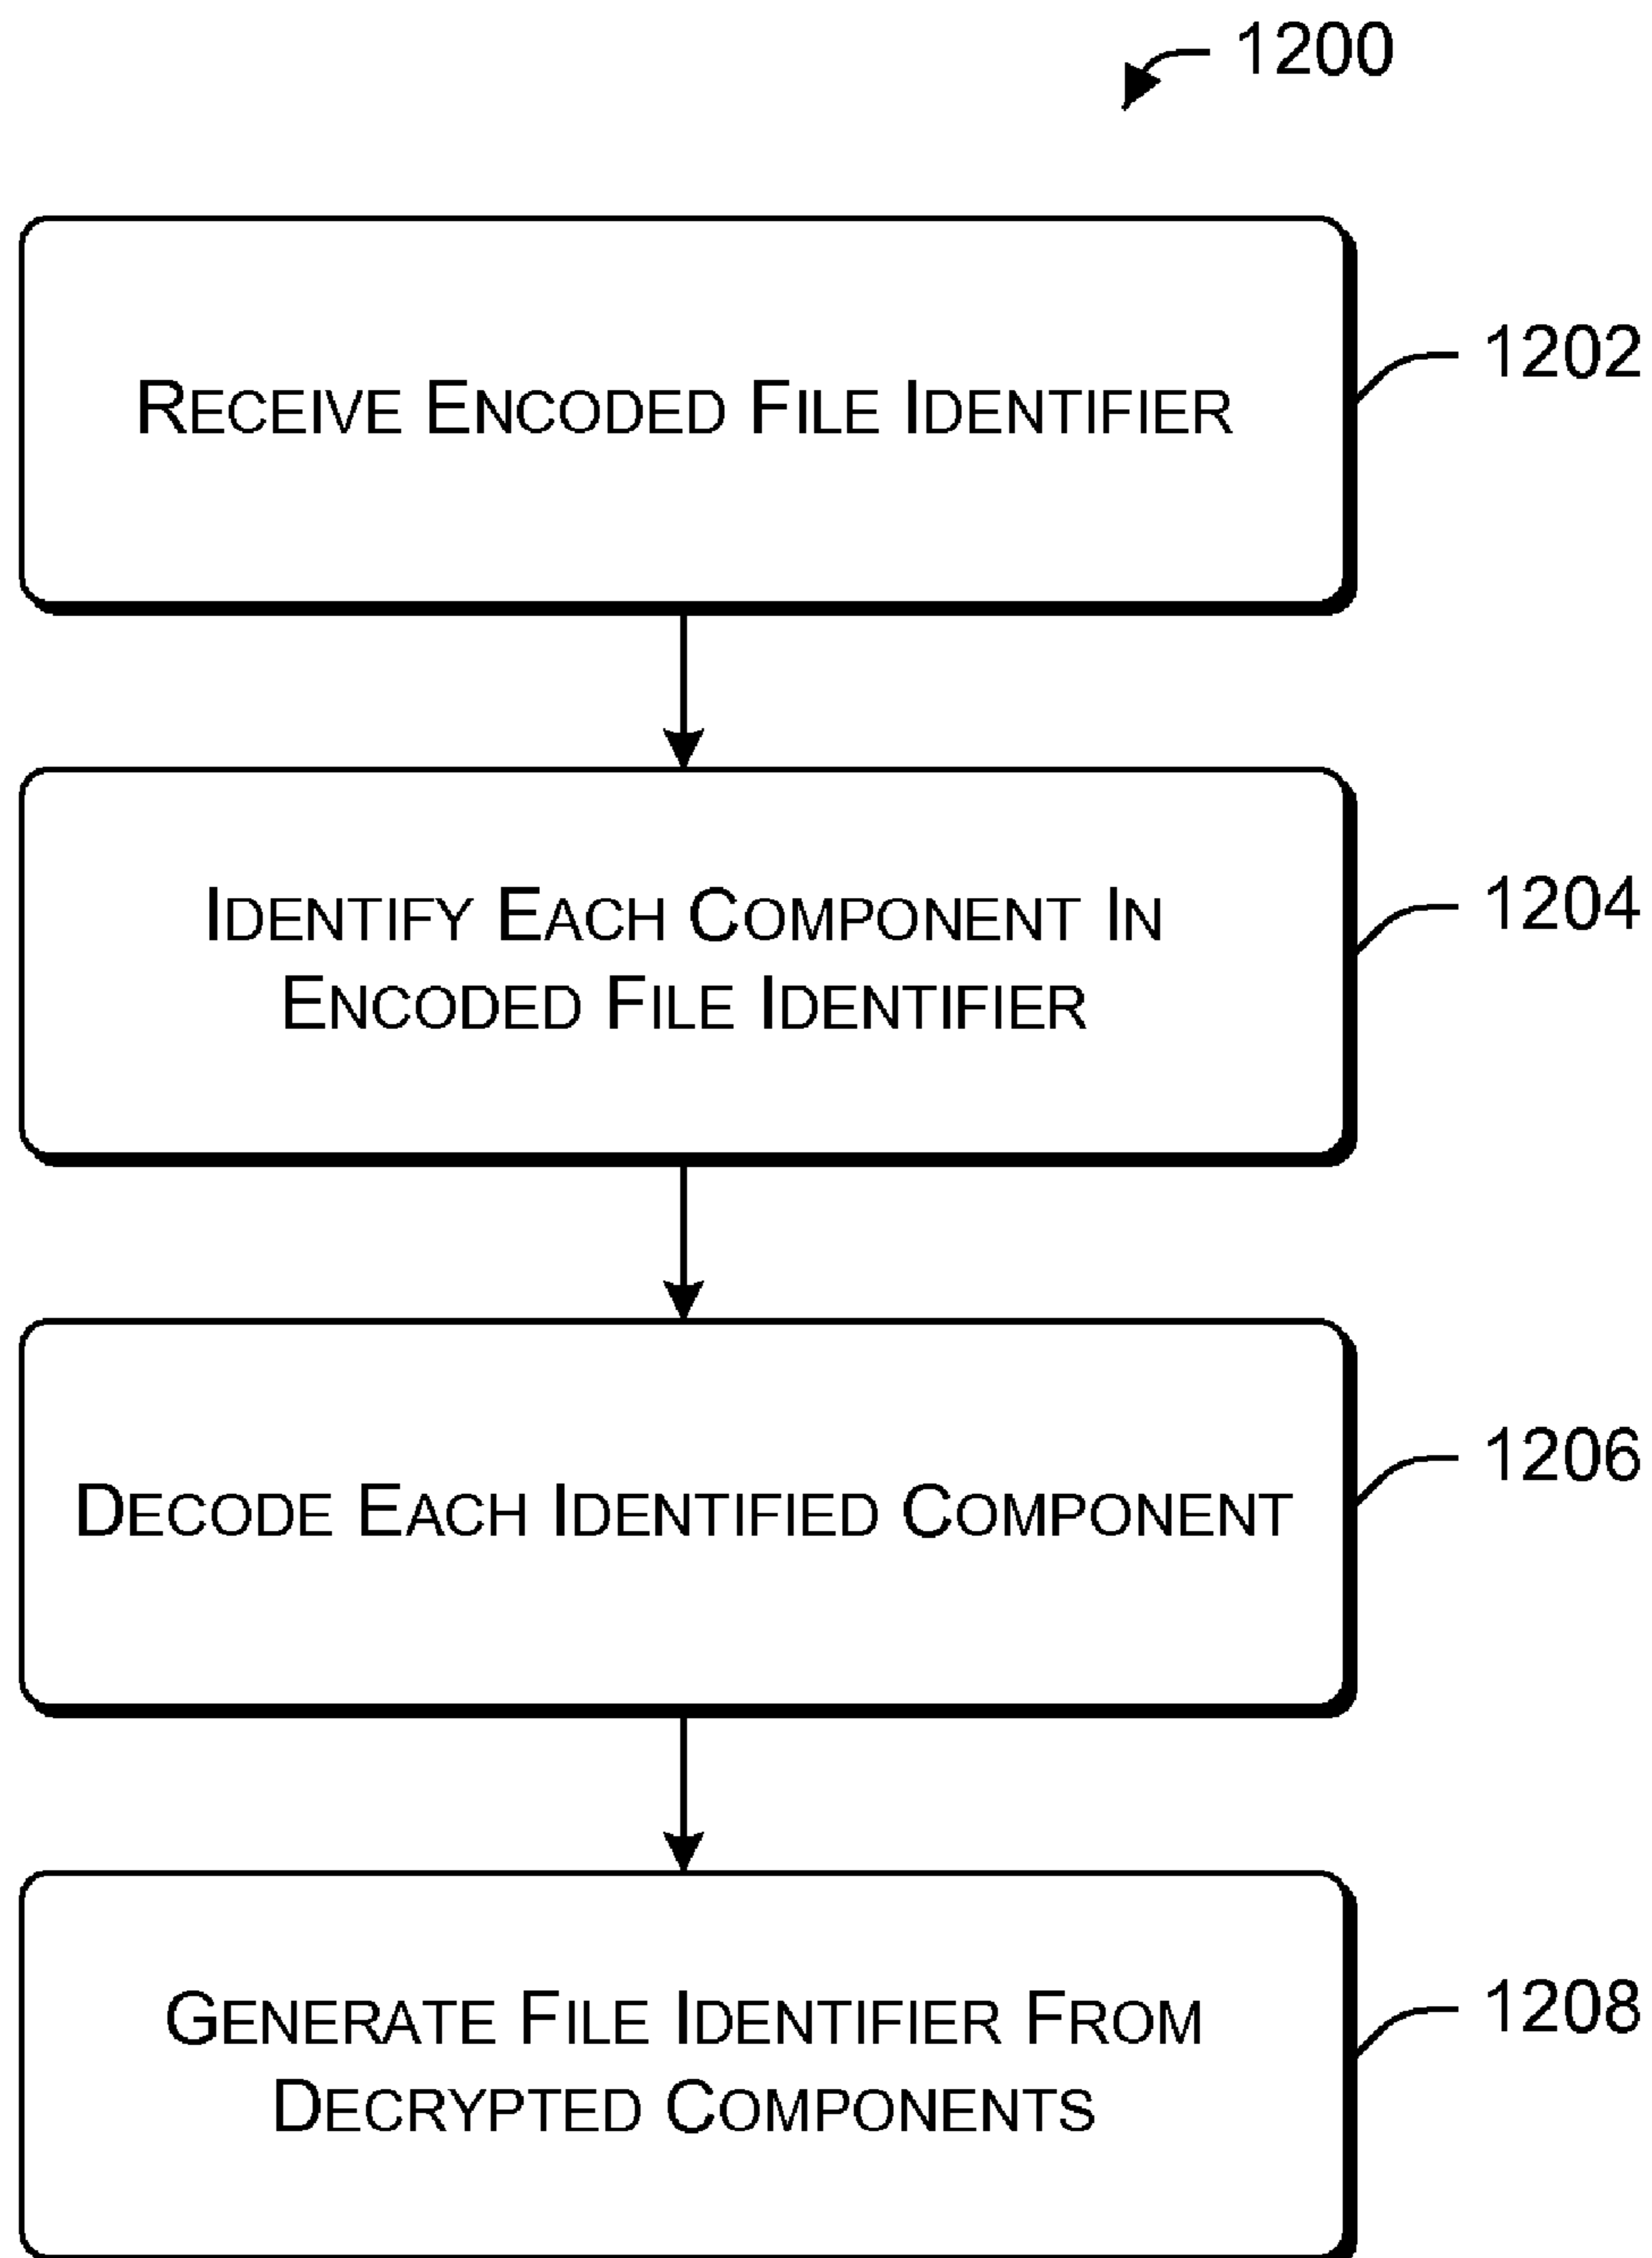 1200
RECEIVE ENCODED FILE IDENTIFIER
1202
IDENTIFY EACH COMPONENT IN
ENCODED FILE IDENTIFIER
1204
DECODE EACH IDENTIFIED COMPONENT
1206
GENERATE FILE IDENTIFIER FROM
DECRYPTED COMPONENTS
1208